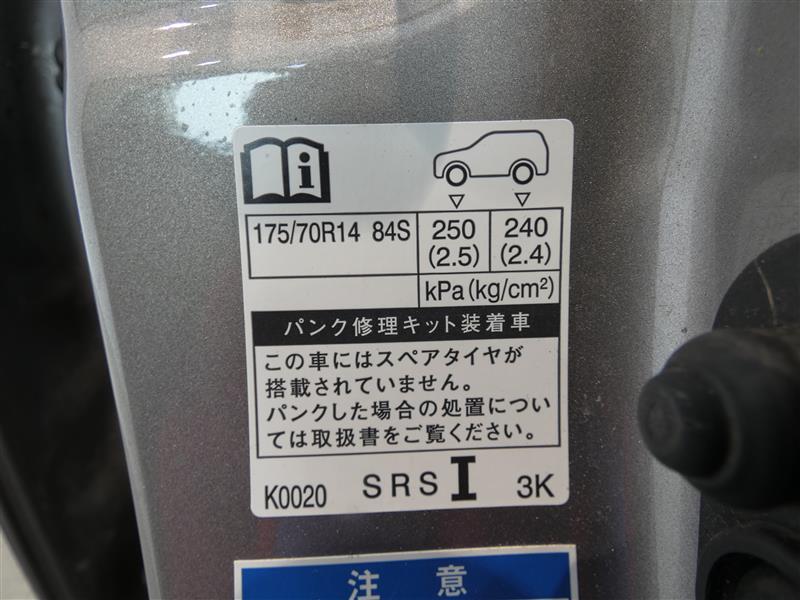 i
175/70R14 84S 250 240
(2.5) (2.4)
kPa(kg/cm²)
パンク修理キット装着車
この車にはスペアタイヤが
搭載されていません。
パンクした場合の処置につい
ては取扱書をご覧ください。
K0020 SRS I 3K
注意